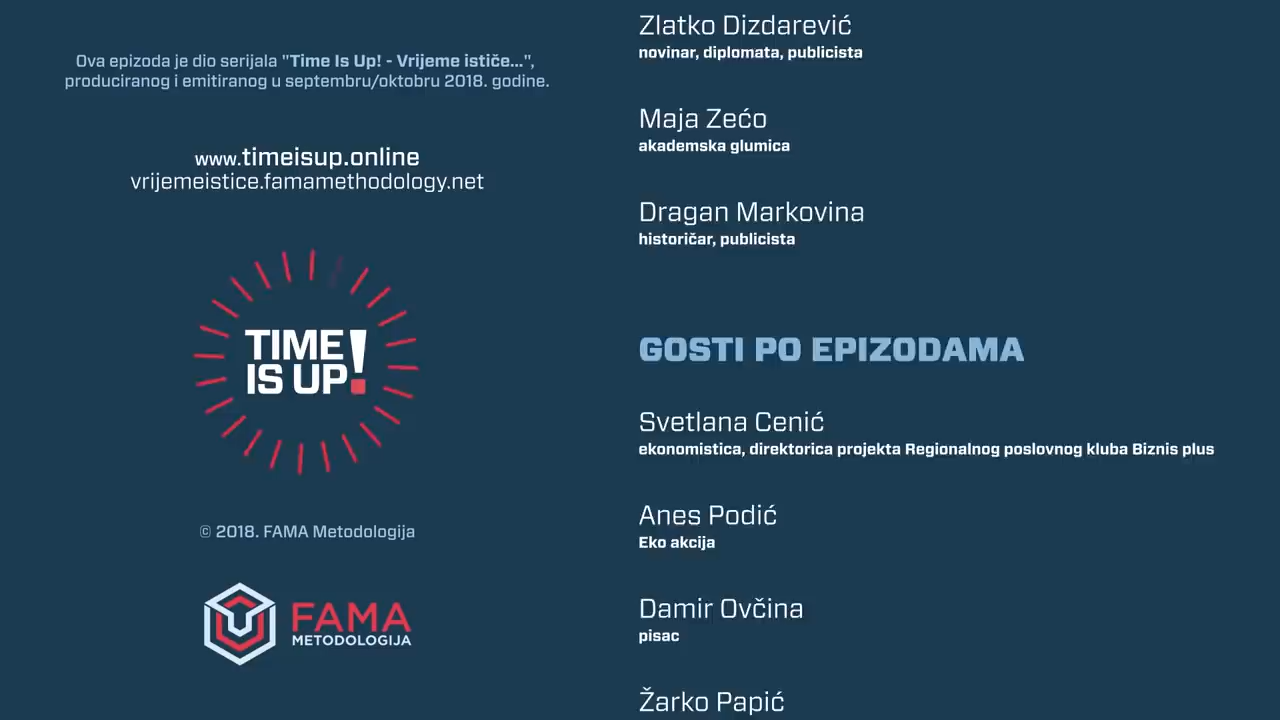 Ova epizoda je dio serijala "Time Is Up! - Vrijeme ističe...",
produciranog i emitiranog u septembru/oktobru 2018. godine.
www.timeisup.online
vrijemeistice.famamethodology.net
TIME
IS UP!
© 2018. FAMA Metodologija
FAMA
METODOLOGIJA
Zlatko Dizdarević
novinar, diplomata, publicista
Maja Zećo
akademska glumica
Dragan Markovina
historičar, publicista
GOSTI PO EPIZODAMA
Svetlana Cenić
ekonomistica, direktorica projekta Regionalnog poslovnog kluba Biznis plus
Anes Podić
Eko akcija
Damir Ovčina
pisac
Žarko Papić